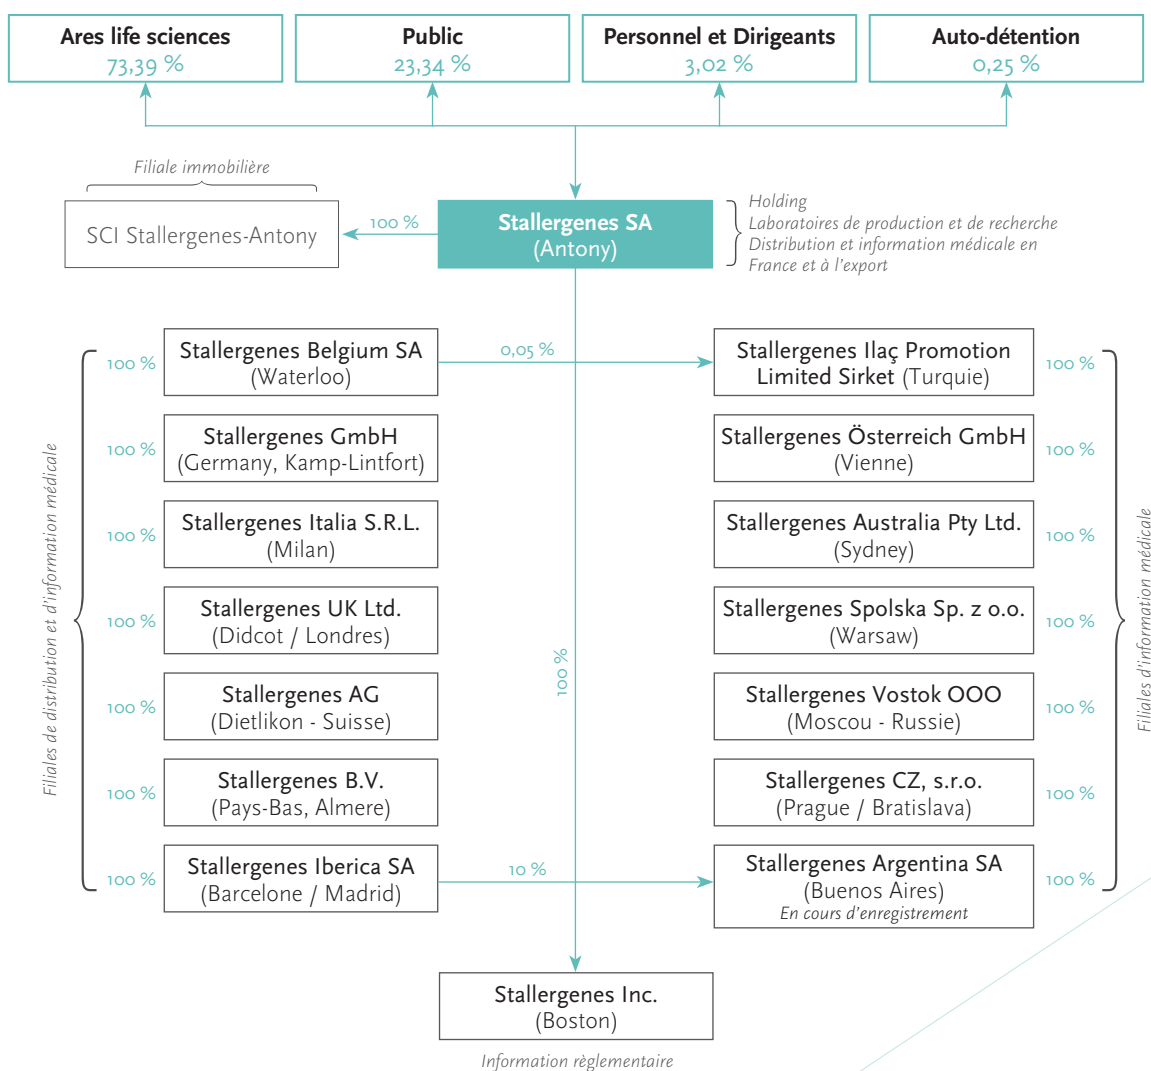 Ares life sciences
73,39 %
Public
23,34 %
Personnel et Dirigeants
3,02 %
Auto-détention
0,25 %
Filiale immobilière
SCI Stallergenes-Antony
100 %
Stallergenes SA
(Antony)
Holding
Laboratoires de production et de recherche
Distribution et information médicale en
France et à l'export
Filiales de distribution et d'information médicale
100 %
Stallergenes Belgium SA
(Waterloo)
0,05 %
Stallergenes Ilaç Promotion
Limited Sirket (Turquie)
100 %
100 %
Stallergenes GmbH
(Germany, Kamp-Lintfort)
Stallergenes Österreich GmbH
(Vienne)
100 %
100 %
Stallergenes Italia S.R.L.
(Milan)
Stallergenes Australia Pty Ltd.
(Sydney)
100 %
100 %
Stallergenes UK Ltd.
(Didcot / Londres)
100 %
Stallergenes Spolska Sp. z o.o.
(Warsaw)
100 %
100 %
Stallergenes AG
(Dietlikon - Suisse)
Stallergenes Vostok OOO
(Moscou - Russie)
100 %
100 %
Stallergenes B.V.
(Pays-Bas, Almere)
Stallergenes CZ, s.r.o.
(Prague / Bratislava)
100 %
100 %
Stallergenes Iberica SA
(Barcelone / Madrid)
10 %
Stallergenes Argentina SA
(Buenos Aires)
En cours d'enregistrement
100 %
Filiales d'information médicale
Stallergenes Inc.
(Boston)
Information règlementaire